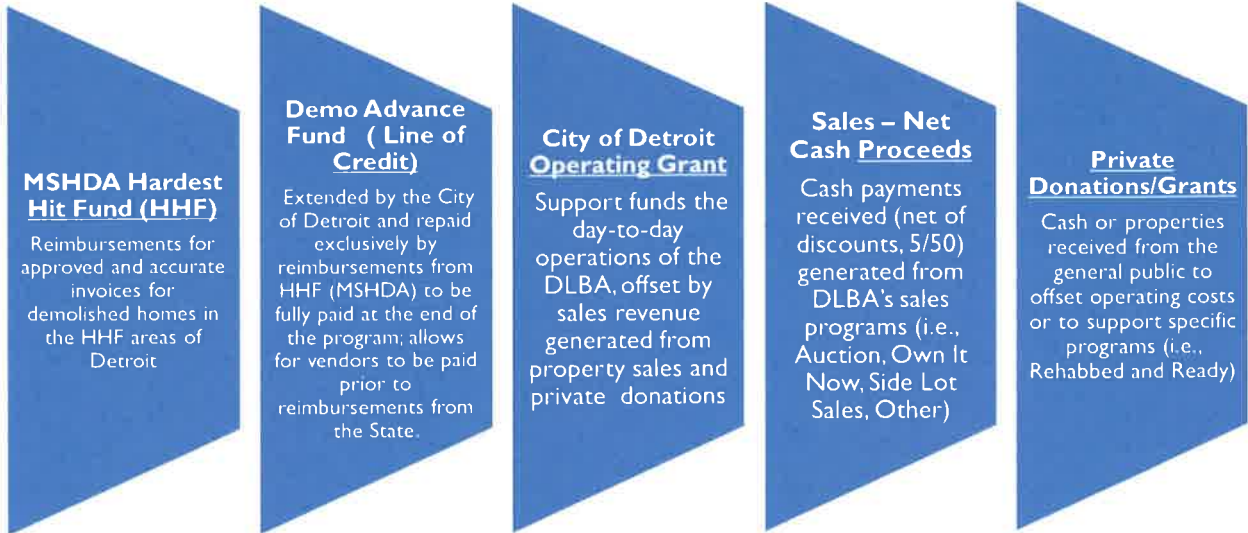 MSHDA Hardest
Hit Fund (HHF)
Reimbursements for
approved and accurate
invoices for
demolished homes in
the HHF areas of
Detroit
Demo Advance
Fund ( Line of
Credit)
Extended by the City
of Detroit and repaid
exclusively by
reimbursements from
HHF (MSHDA) to be
fully paid at the end of
the program; allows
for vendors to be paid
prior to
reimbursements from
the State.
City of Detroit
Operating Grant
Support funds the
day-to-day
operations of the
DLBA, offset by
sales revenue
generated from
property sales and
private donations
Sales – Net
Cash Proceeds
Cash payments
received (net of
discounts, 5/50)
generated from
DLBA's sales
programs (i.e.,
Auction, Own It
Now, Side Lot
Sales, Other)
Private
Donations/Grants
Cash or properties
received from the
general public to
offset operating costs
or to support specific
programs (i.e.,
Rehabbed and Ready)